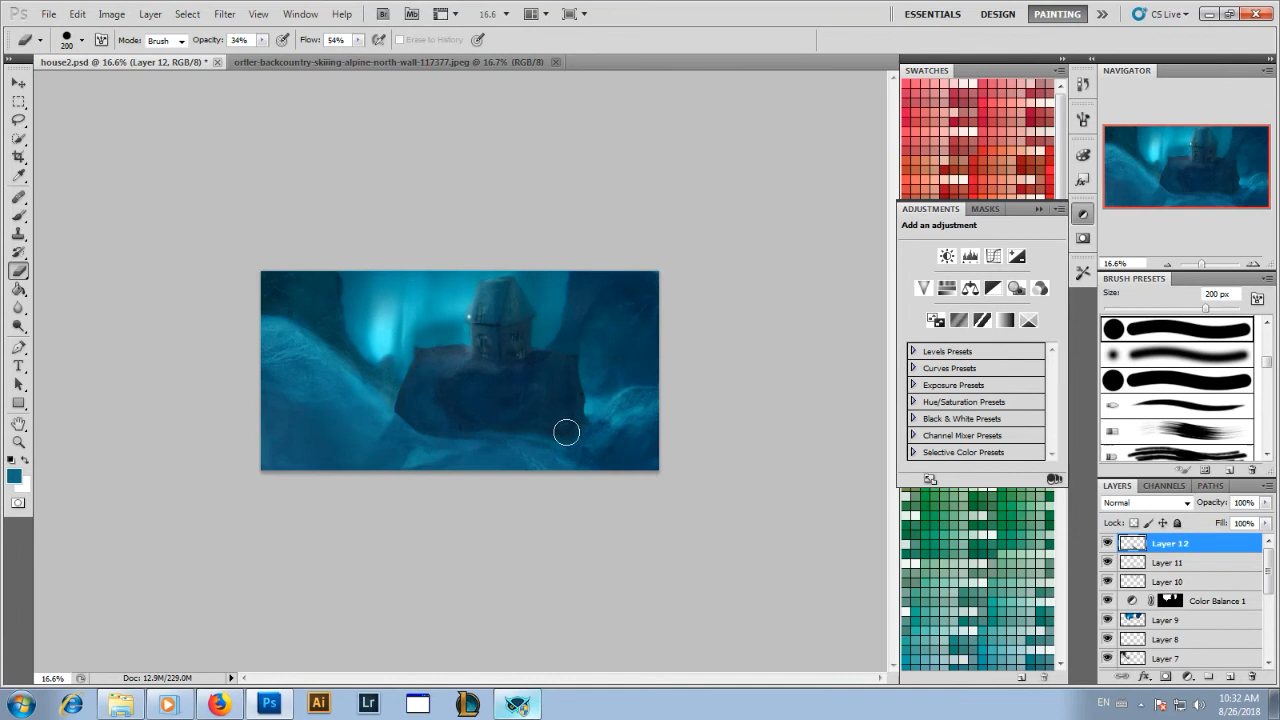 Ps File Edit Image Layer Select Filter View Window Help Br Mb 16.6 ESSENTIALS DESIGN PAINTING CS Live
200 Mode: Brush Opacity: 34% Flow: 54% Erase to History
house2.psd @ 16.6% (Layer 12, RGB/8) * ortler-backcountry-skiiing-alpine-north-wall-117377.jpeg @ 16.7% (RGB/8)
SWATCHES
NAVIGATOR
ADJUSTMENTS MASKS
Add an adjustment
16.6%
BRUSH PRESETS
Size: 200 px
Levels Presets
Curves Presets
Exposure Presets
Hue/Saturation Presets
Black & White Presets
Channel Mixer Presets
Selective Color Presets
LAYERS CHANNELS PATHS
Normal Opacity: 100%
Lock: Fill: 100%
Layer 12
Layer 11
Layer 10
Color Balance 1
Layer 9
Layer 8
Layer 7
16.6% Doc: 12.9M/229.0M
Ps Ai Lr EN 10:32 AM
8/26/2018